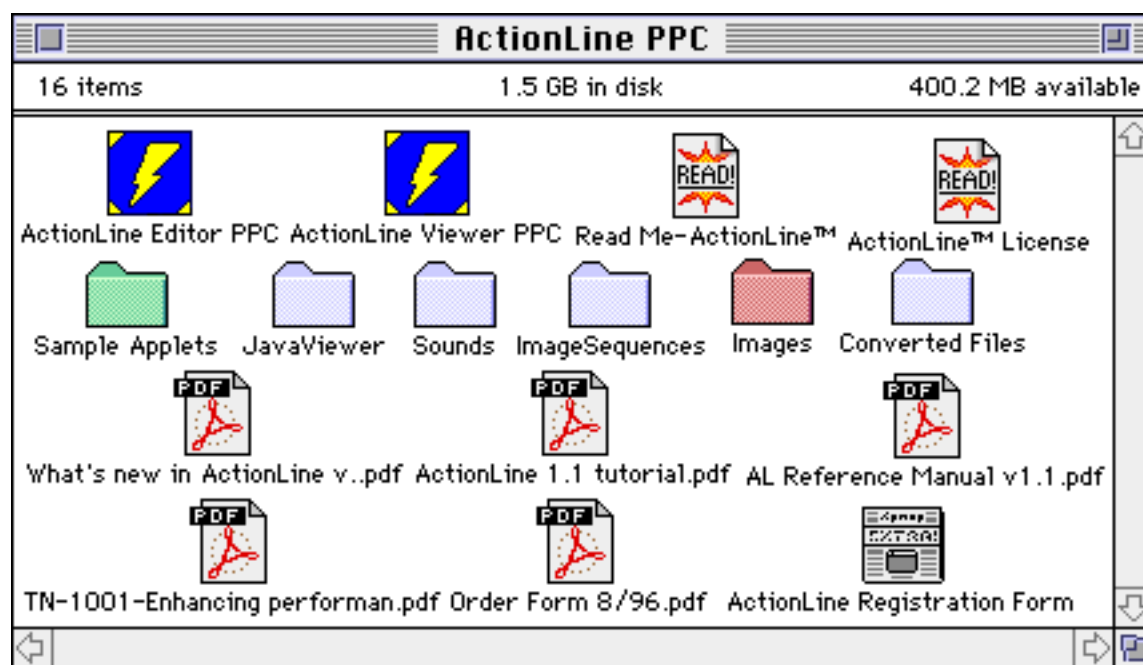 ActionLine PPC
16 items 1.5 GB in disk 400.2 MB available
READ! READ!
ActionLine Editor PPC ActionLine Viewer PPC Read Me-ActionLine™ ActionLine™ License
Sample Applets JavaViewer Sounds ImageSequences Images Converted Files
PDF PDF PDF
What's new in ActionLine v..pdf ActionLine 1.1 tutorial.pdf AL Reference Manual v1.1.pdf
PDF PDF EXTRA!
TN-1001-Enhancing performan.pdf Order Form 8/96.pdf ActionLine Registration Form